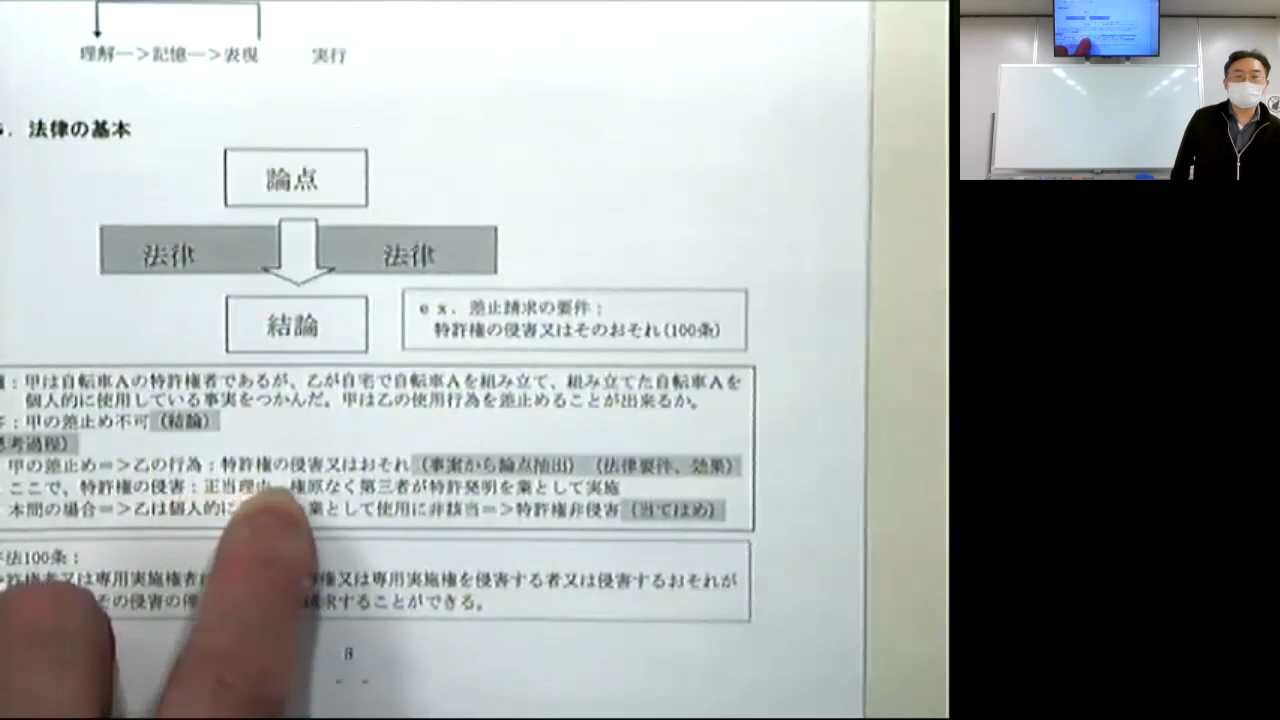 理解―>記憶―>表現　　実行
．法律の基本
論点
法律　　法律
結論
ｅｘ．差止請求の要件：
特許権の侵害又はそのおそれ（100条）
：甲は自転車Ａの特許権者であるが、乙が自宅で自転車Ａを組み立て、組み立てた自転車Ａを
個人的に使用している事実をつかんだ。甲は乙の使用行為を差止めることが出来るか。
：甲の差止め不可（結論）
考過程）
甲の差止め＝＞乙の行為：特許権の侵害又はおそれ（事案から論点抽出）（法律要件、効果）
ここで、特許権の侵害：正当理由　権原なく第三者が特許発明を業として実施
本問の場合＝＞乙は個人的に　業として使用に非該当＝＞特許権非侵害（当てはめ）
法100条：
許権者又は専用実施権者　権又は専用実施権を侵害する者又は侵害するおそれが
その侵害の　請求することができる。
8